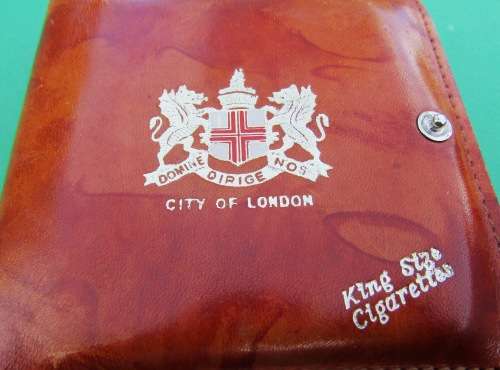 DOMINE DIRIGE NOS
CITY OF LONDON
King Size
Cigarettes